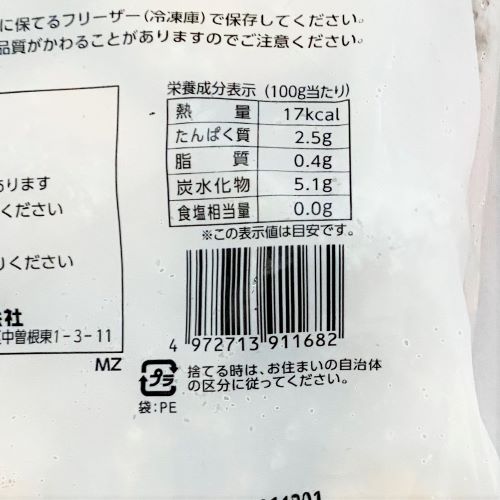 に保てるフリーザー(冷凍庫)で保存してください。
品質がかわることがありますのでご注意ください。
栄養成分表示 (100g当たり)
熱 量 17kcal
たんぱく質 2.5g
脂 質 0.4g
炭水化物 5.1g
食塩相当量 0.0g
※この表示値は目安です。
あります
ください
りください
会社
区中曽根東1-3-11
MZ
4 972713 911682
プラ
袋:PE
捨てる時は、お住まいの自治体
の区分に従ってください。